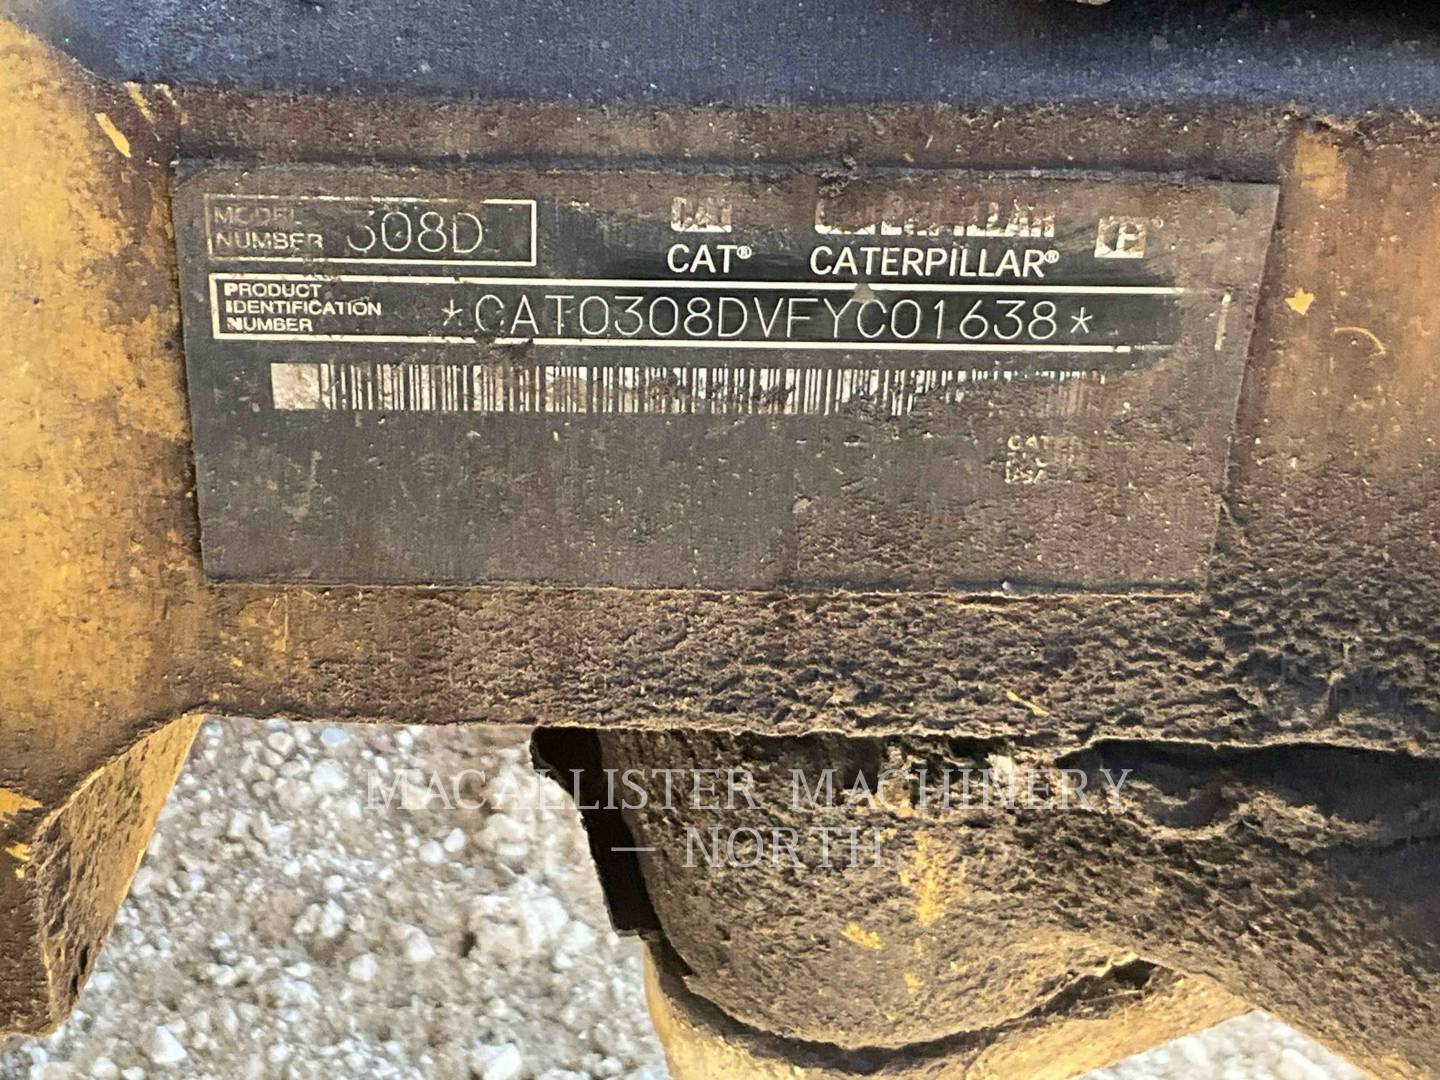 MODEL NUMBER 308D
CAT CATERPILLAR
CAT® CATERPILLAR®
PRODUCT
IDENTIFICATION
NUMBER
*CAT0308DVFYC01638*
MACALLISTER MACHINERY
— NORTH